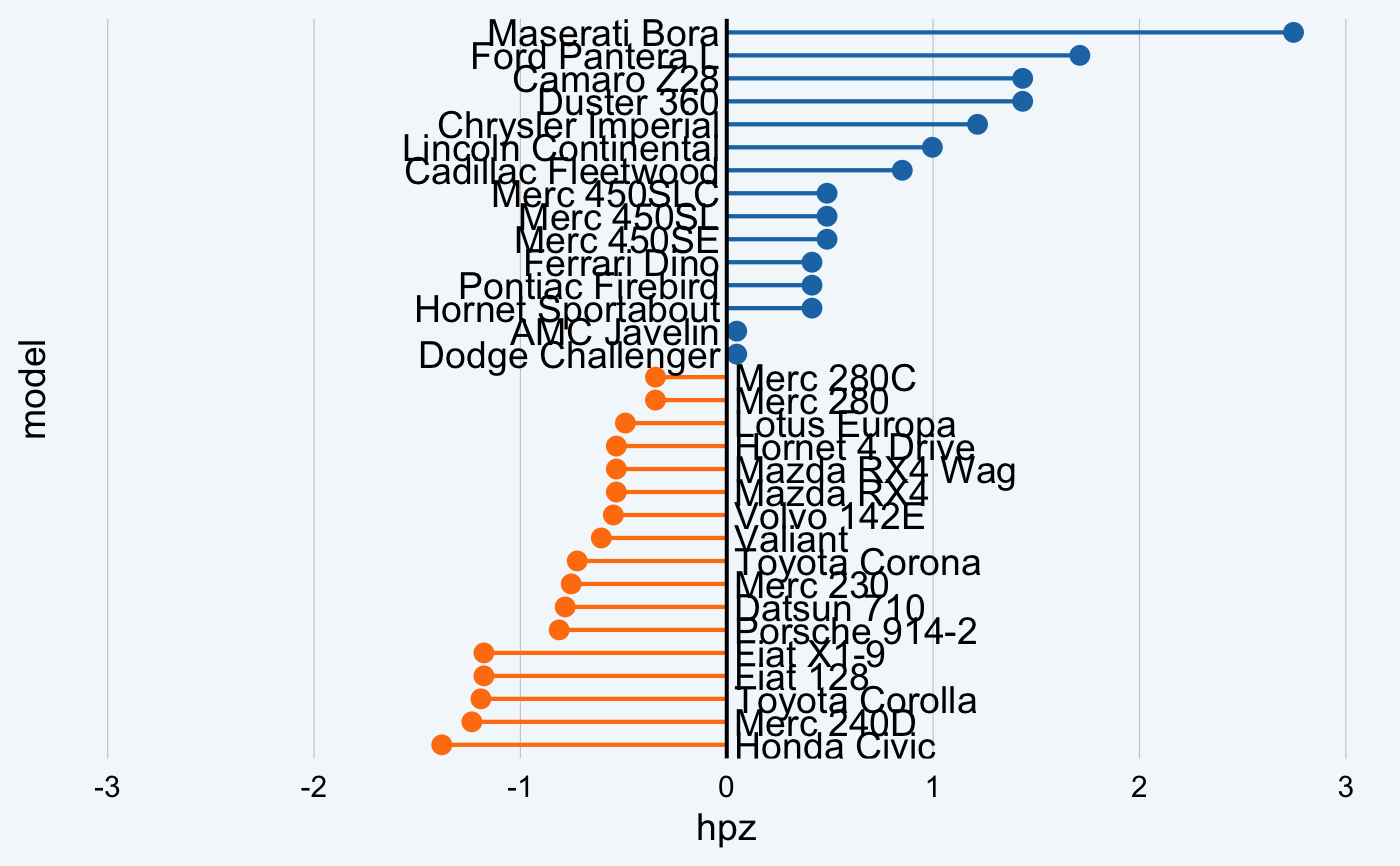 Maserati Bora
Ford Pantera L
Camaro Z28
Duster 360
Chrysler Imperial
Lincoln Continental
Cadillac Fleetwood
Merc 450SLC
Merc 450SL
Merc 450SE
Ferrari Dino
Pontiac Firebird
Hornet Sportabout
AMC Javelin
Dodge Challenger
Merc 280C
Merc 280
Lotus Europa
Hornet 4 Drive
Mazda RX4 Wag
Mazda RX4
Volvo 142E
Valiant
Toyota Corona
Merc 230
Datsun 710
Porsche 914-2
Fiat X1-9
Fiat 128
Toyota Corolla
Merc 240D
Honda Civic
model
-3 -2 -1 0 1 2 3
hpz